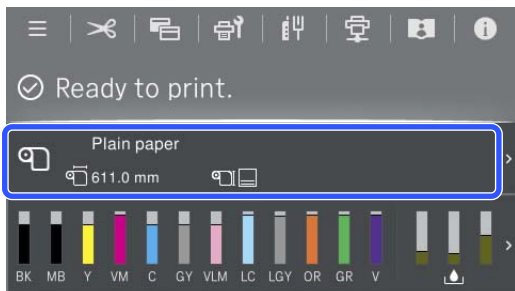 Ready to print.
Plain paper
611.0 mm
BK MB Y VM C GY VLM LC LGY OR GR V